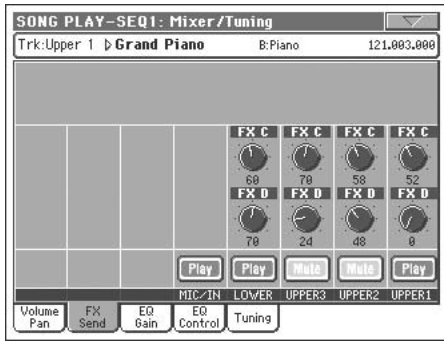 SONG PLAY-SEQ1: Mixer/Tuning
Trk:Upper 1 Grand Piano B:Piano 121.003.000
FX C FX C FX C FX C
60 70 58 52
FX D FX D FX D FX D
70 24 48 0
Play Play Mute Mute Play
MIC/IN LOWER UPPER3 UPPER2 UPPER1
Volume Pan FX Send EQ Gain EQ Control Tuning